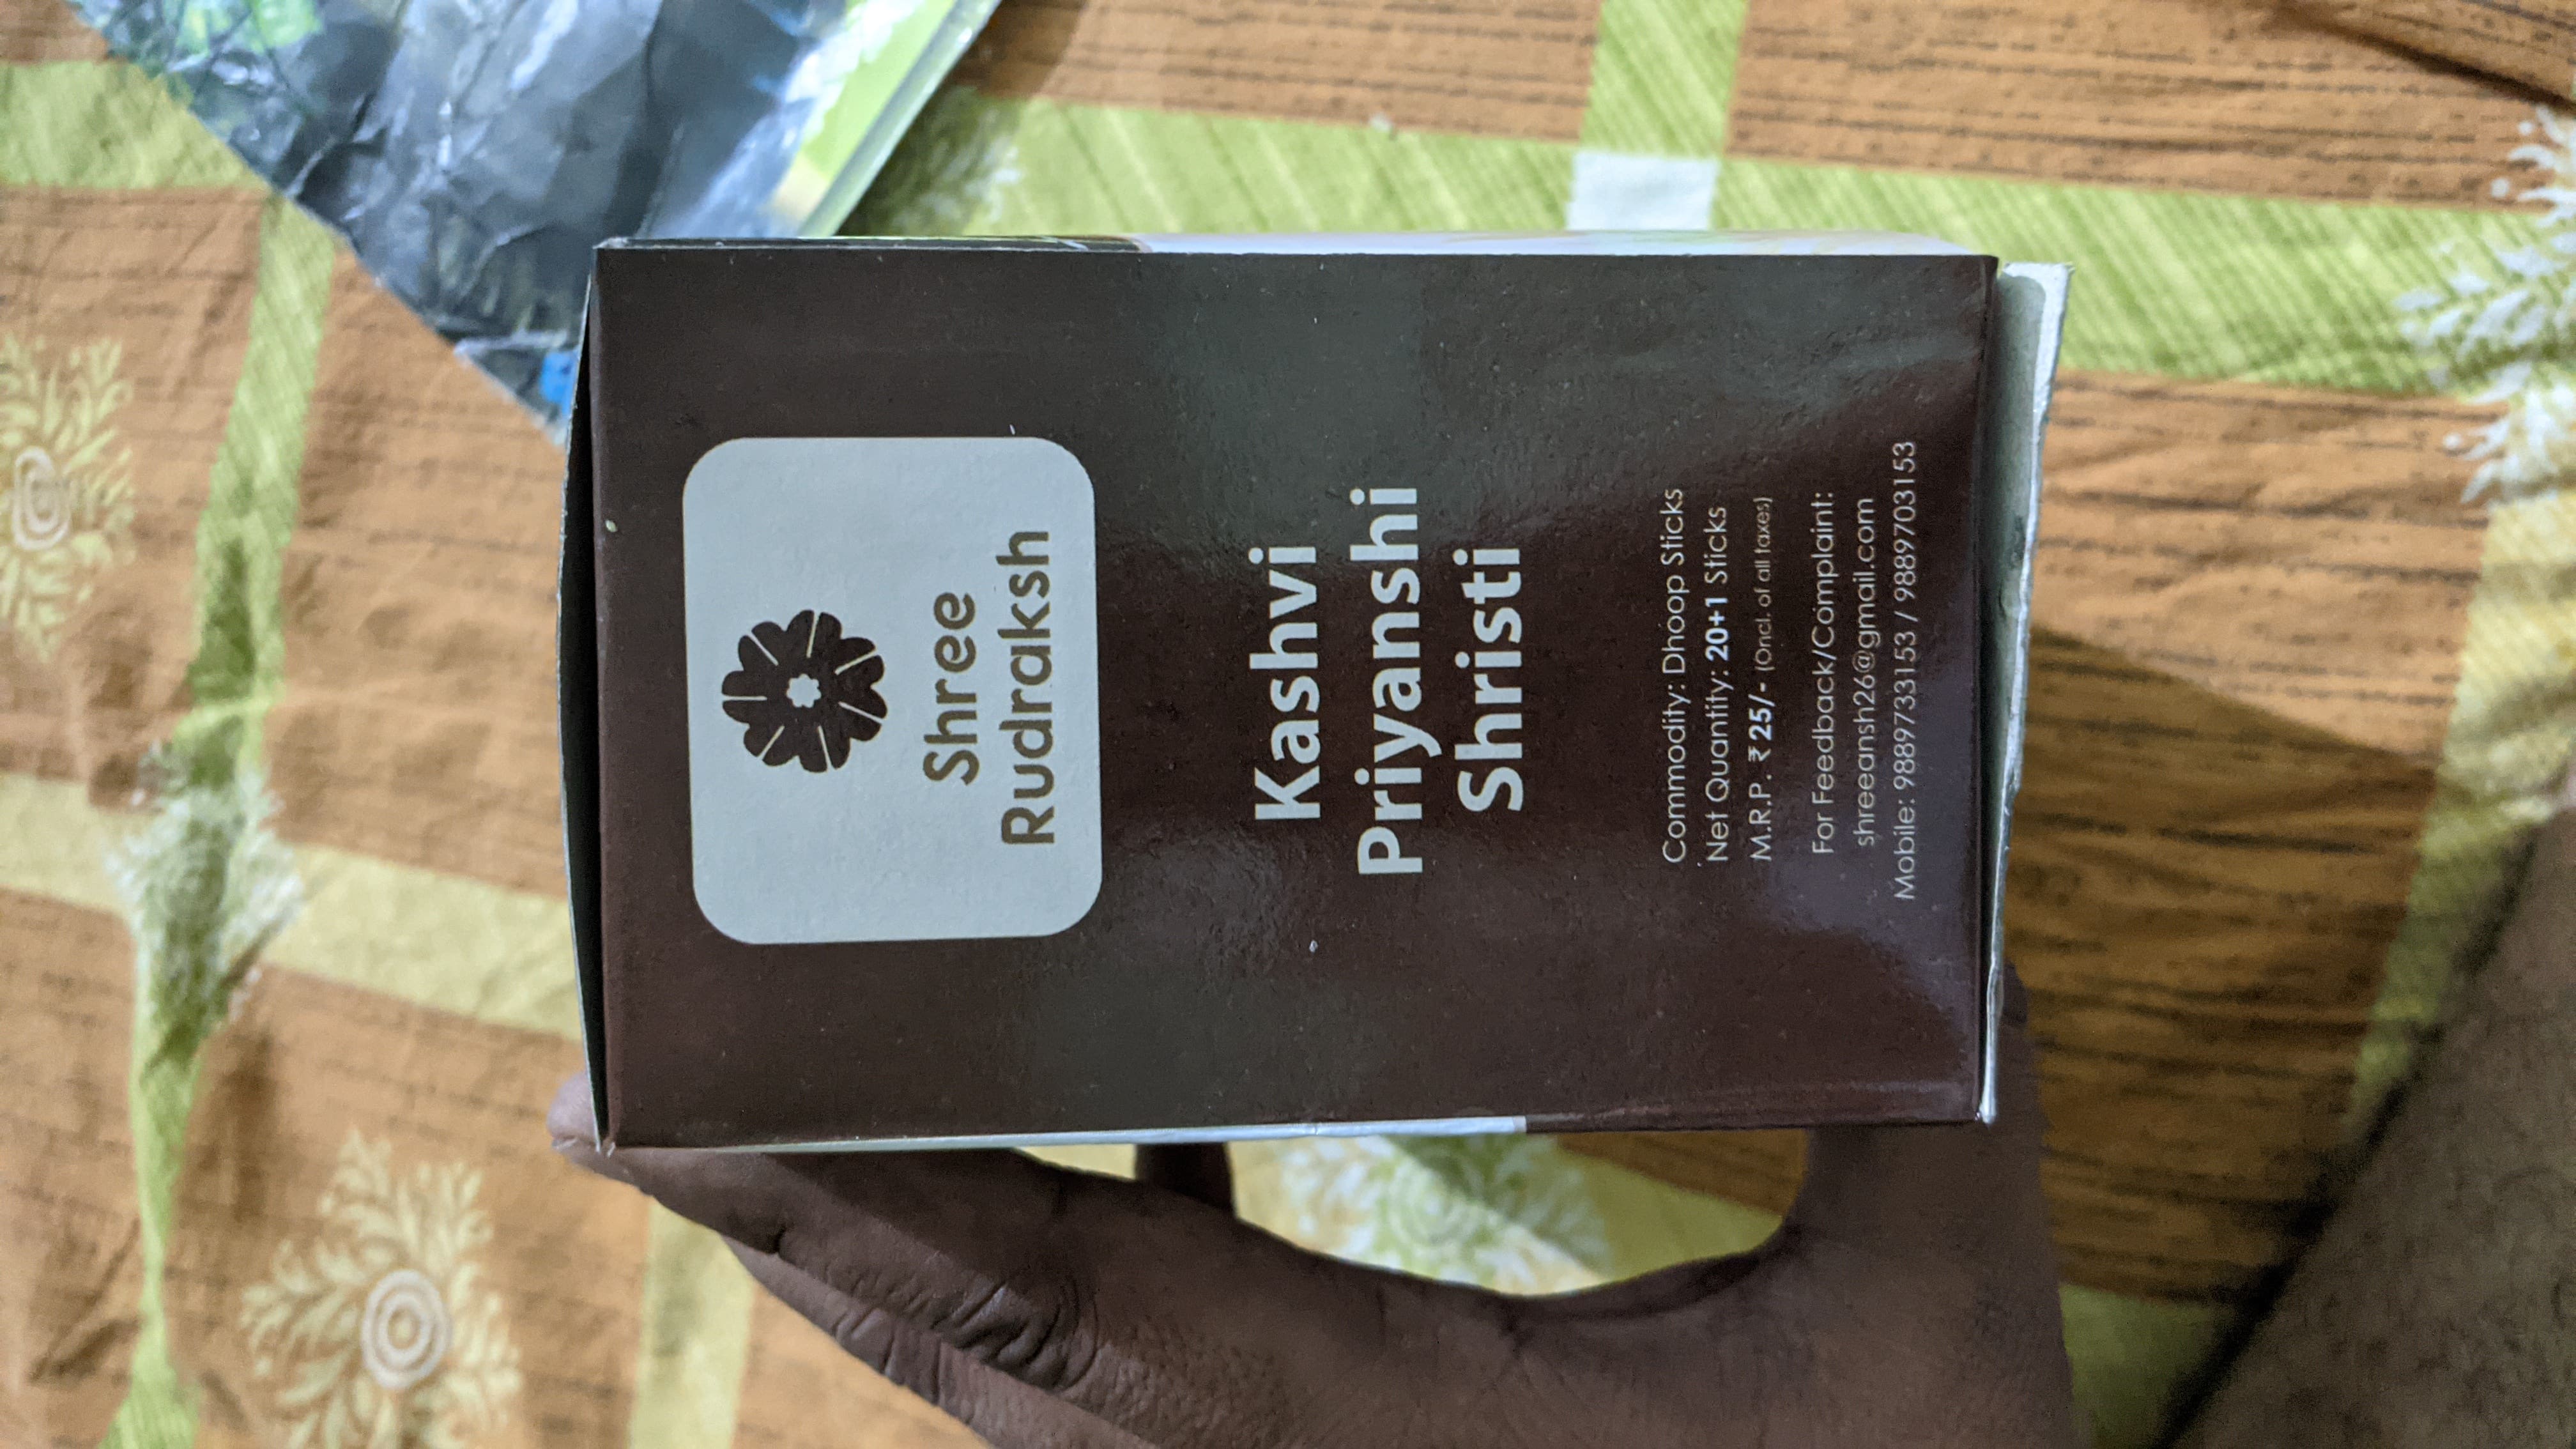 Shree
Rudraksh
Kashvi
Priyanshi
Shristi
Commodity: Dhoop Sticks
Net Quantity: 20+1 Sticks
M.R.P. ₹ 25/- (Oncl. of all taxes)
For Feedback/Complaint:
shreeansh26@gmail.com
Mobile: 9889733153 / 9889703153